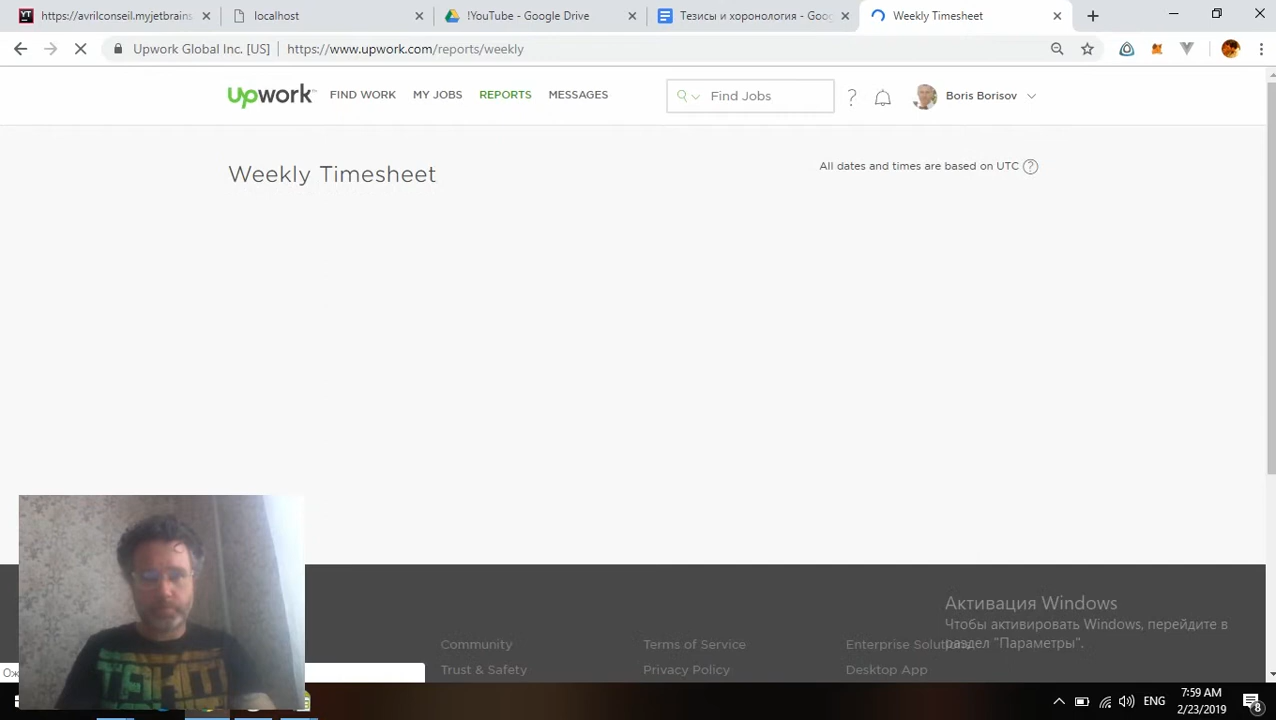 https://avrilconseil.myjetbrains
localhost
!YouTube - Google Drive
Тезисы и хоронология - Goog
Weekly Timesheet
Upwork Global Inc. [US]
https://www.upwork.com/reports/weekly
upwork
FIND WORK
MY JOBS
REPORTS
MESSAGES
Find Jobs
Boris Borisov
Weekly Timesheet
All dates and times are based on UTC
Активация Windows
Чтобы активировать Windows, перейдите в
раздел "Параметры".
Community
Terms of Service
Enterprise Solutions
Trust & Safety
Privacy Policy
Desktop App
ENG
7:59 AM
2/23/2019
8